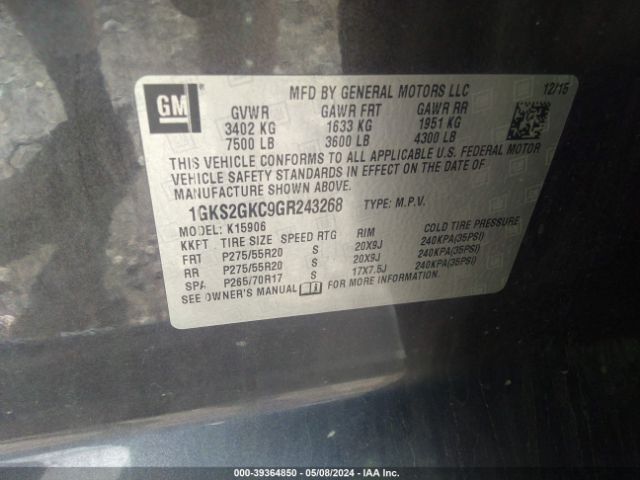 GM
MFD BY GENERAL MOTORS LLC 12/15
GVWR GAWR FRT GAWR RR
3402 KG 1633 KG 1951 KG
7500 LB 3600 LB 4300 LB
THIS VEHICLE CONFORMS TO ALL APPLICABLE U.S. FEDERAL MOTOR
VEHICLE SAFETY STANDARDS IN EFFECT ON THE DATE OF
MANUFACTURE SHOWN ABOVE.
1GKS2GKC9GR243268 TYPE: M.P.V.
MODEL: K15906
KKFT TIRE SIZE SPEED RTG RIM COLD TIRE PRESSURE
FRT P275/55R20 S 20X9J 240KPA(35PSI)
RR P275/55R20 S 20X9J 240KPA(35PSI)
SPA P265/70R17 S 17X7.5J 240KPA(35PSI)
SEE OWNER'S MANUAL FOR MORE INFORMATION.
000-39364850 - 05/08/2024 - IAA Inc.